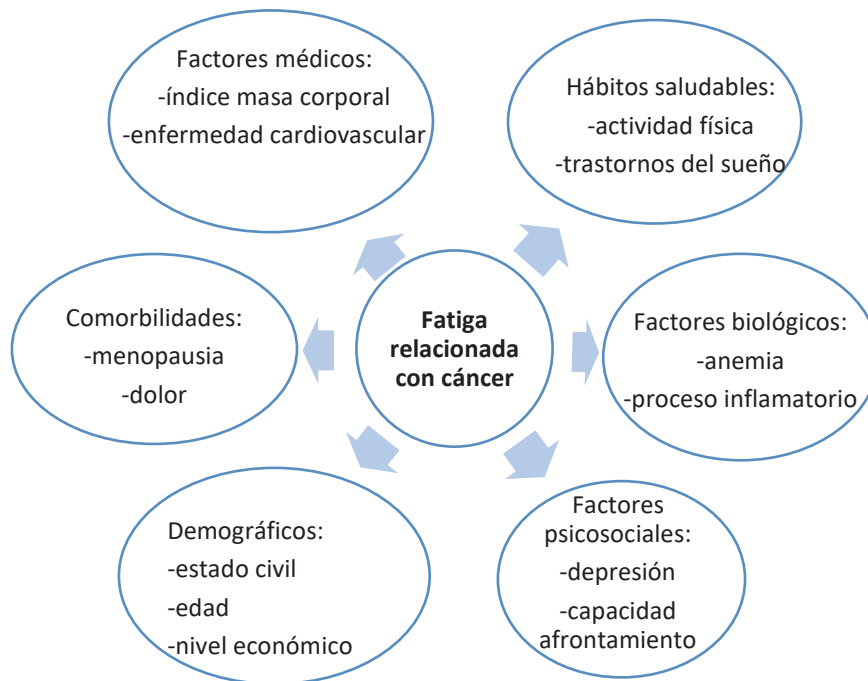 Factores médicos:
-índice masa corporal
-enfermedad cardiovascular
Hábitos saludables:
-actividad física
-trastornos del sueño
Comorbilidades:
-menopausia
-dolor
Fatiga
relacionada
con cáncer
Factores biológicos:
-anemia
-proceso inflamatorio
Demográficos:
-estado civil
-edad
-nivel económico
Factores
psicosociales:
-depresión
-capacidad
afrontamiento